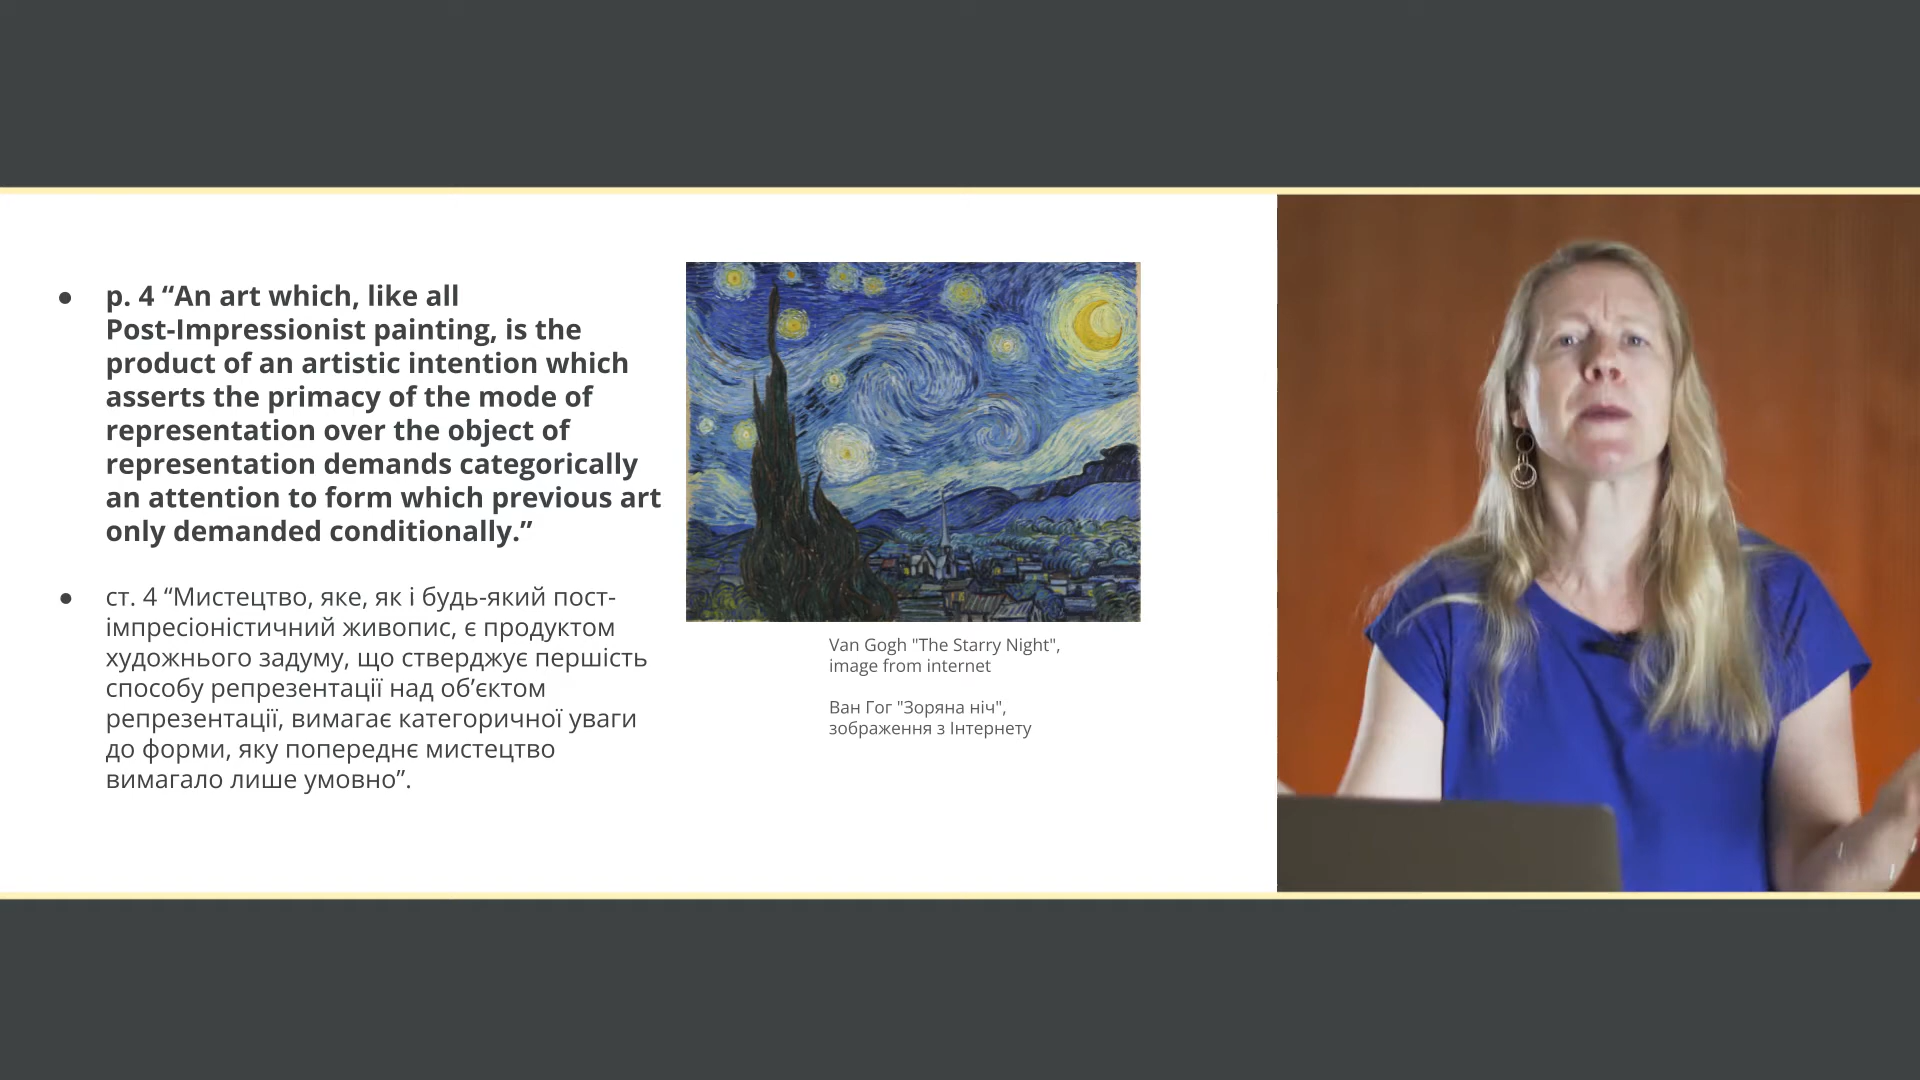 ● p. 4 “An art which, like all
Post-Impressionist painting, is the
product of an artistic intention which
asserts the primacy of the mode of
representation over the object of
representation demands categorically
an attention to form which previous art
only demanded conditionally.”
● ст. 4 “Мистецтво, яке, як і будь-який пост-
імпресіоністичний живопис, є продуктом
художнього задуму, що стверджує першість
способу репрезентації над об’єктом
репрезентації, вимагає категоричної уваги
до форми, яку попереднє мистецтво
вимагало лише умовно”.
Van Gogh "The Starry Night",
image from internet
Ван Гог "Зоряна ніч",
зображення з Інтернету